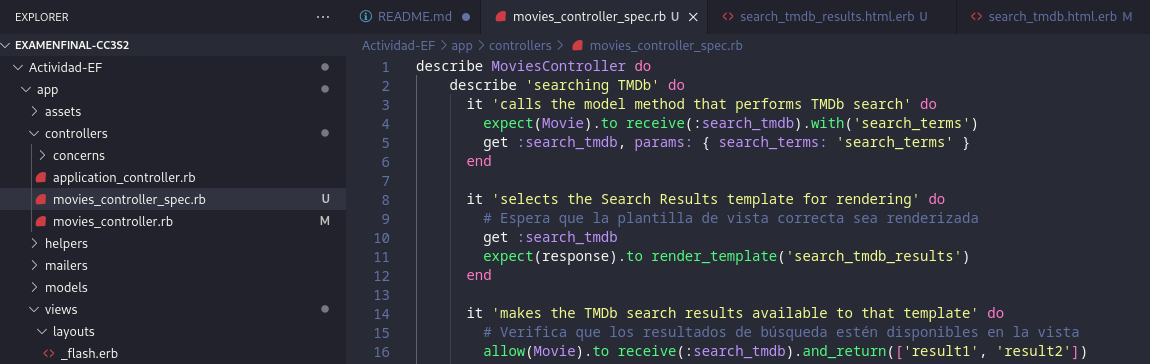 EXPLORER ...
README.md
movies_controller_spec.rb U
search_tmdb_results.html.erb U
search_tmdb.html.erb M
EXAMENFINAL-CC3S2
Actividad-EF
app
assets
controllers
concerns
application_controller.rb
movies_controller_spec.rb U
movies_controller.rb M
helpers
mailers
models
views
layouts
_flash.erb
Actividad-EF > app > controllers > movies_controller_spec.rb
1 describe MoviesController do
2 describe 'searching TMDb' do
3 it 'calls the model method that performs TMDb search' do
4 expect(Movie).to receive(:search_tmdb).with('search_terms')
5 get :search_tmdb, params: { search_terms: 'search_terms' }
6 end
7
8 it 'selects the Search Results template for rendering' do
9 # Espera que la plantilla de vista correcta sea renderizada
10 get :search_tmdb
11 expect(response).to render_template('search_tmdb_results')
12 end
13
14 it 'makes the TMDb search results available to that template' do
15 # Verifica que los resultados de búsqueda estén disponibles en la vista
16 allow(Movie).to receive(:search_tmdb).and_return(['result1', 'result2'])